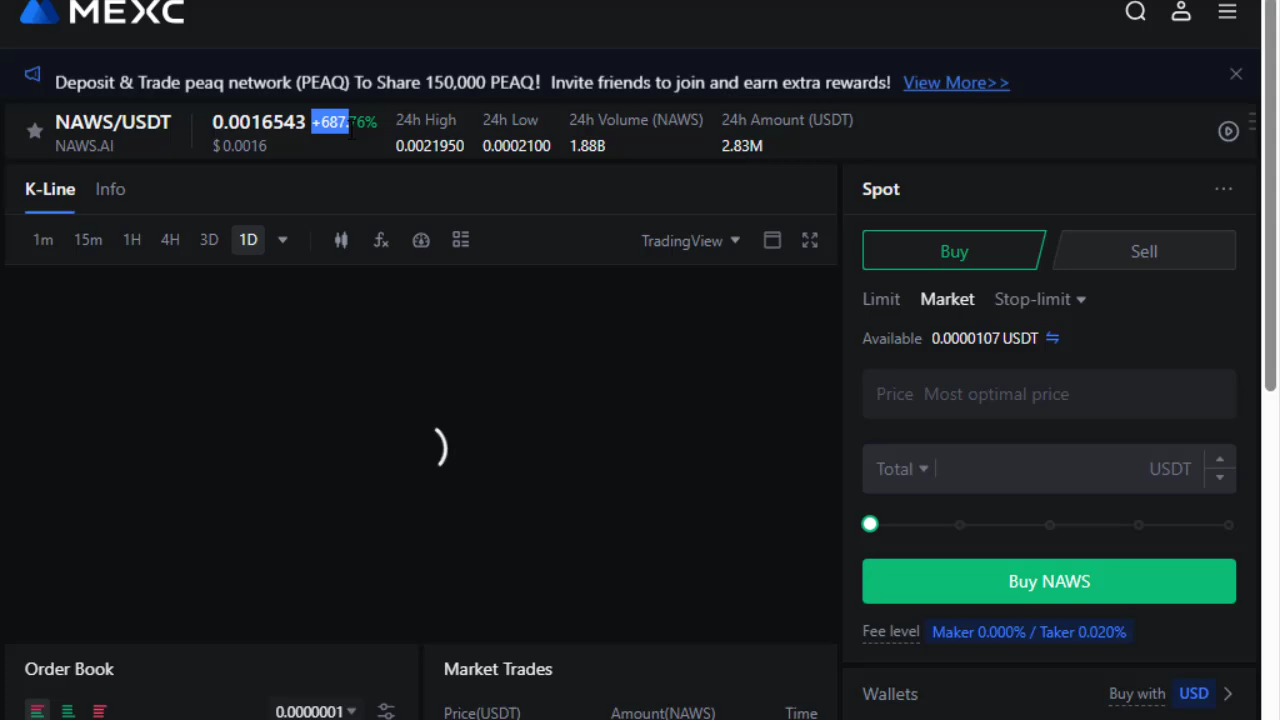 MEXC
Deposit & Trade peaq network (PEAQ) To Share 150,000 PEAQ! Invite friends to join and earn extra rewards! View More>>
NAWS/USDT
NAWS.AI
0.0016543 +687.76%
$ 0.0016
24h High
0.0021950
24h Low
0.0002100
24h Volume (NAWS)
1.88B
24h Amount (USDT)
2.83M
K-Line Info
1m 15m 1H 4H 3D 1D
TradingView
Spot
Buy Sell
Limit Market Stop-limit
Available 0.0000107 USDT
Price Most optimal price
Total USDT
Buy NAWS
Fee level Maker 0.000% / Taker 0.020%
Order Book
0.0000001
Market Trades
Price(USDT) Amount(NAWS) Time
Wallets Buy with USD